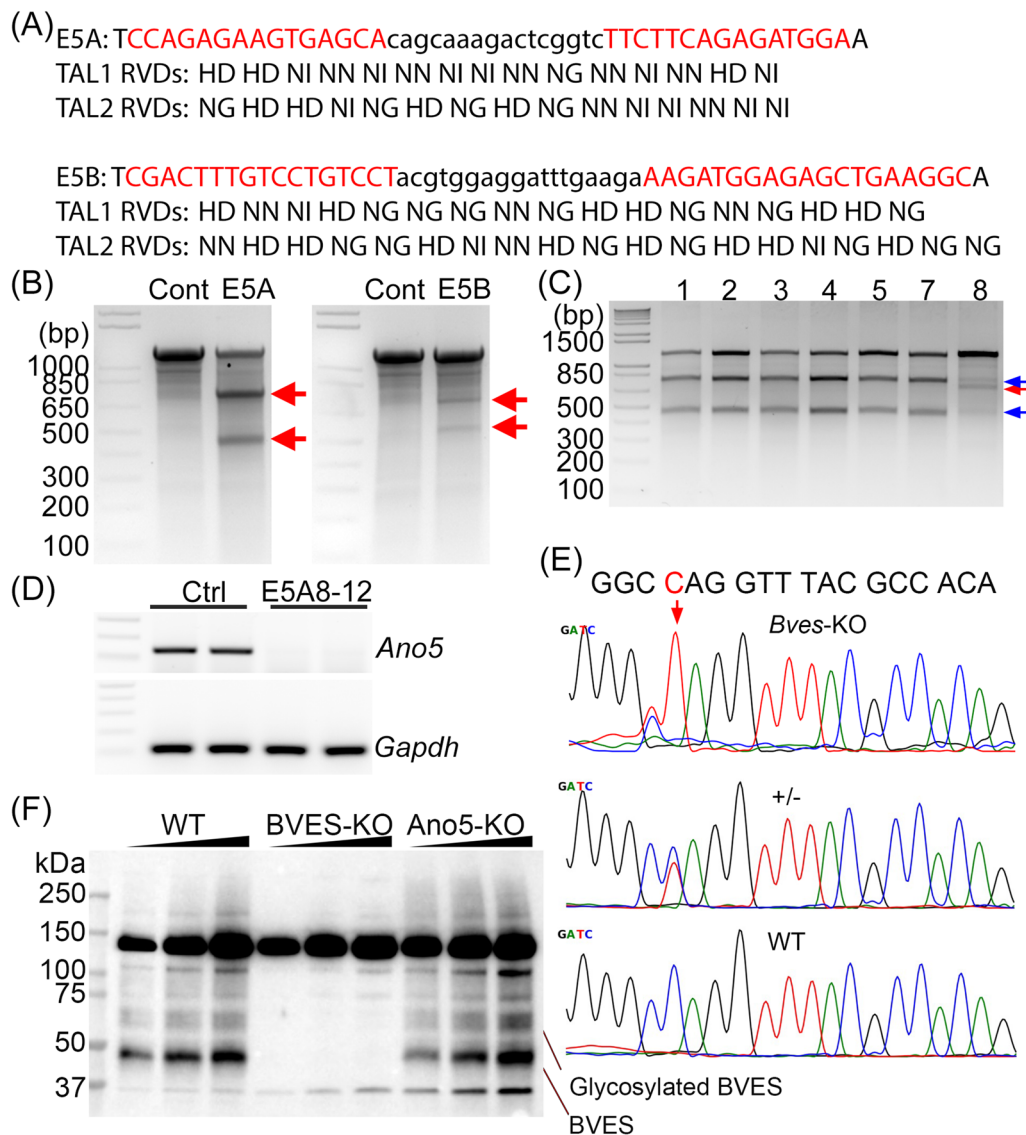 (A)
E5A: TCCAGAGAAGTGAGCAcagcaaagactcggtcTTCTTCAGAGATGGAA
TAL1 RVDs: HD HD NI NN NI NN NI NI NN NG NN NI NN HD NI
TAL2 RVDs: NG HD HD NI NG HD NG HD NG NN NI NI NN NI NI
E5B: TCGACTTTGTCCTGTCCTacgtggaggatttgaagaAAGATGGAGAGCTGAAGGCA
TAL1 RVDs: HD NN NI HD NG NG NG NN NG HD HD NG NN NG HD HD NG
TAL2 RVDs: NN HD HD NG NG HD NI NN HD NG HD NG HD HD NI NG HD NG NG
(B)
Cont E5A
Cont E5B
(bp)
1000
850
650
500
300
200
100
(C)
1 2 3 4 5 7 8
(bp)
1500
850
500
300
200
100
(D)
Ctrl E5A8-12
Ano5
Gapdh
(E)
GGC CAG GTT TAC GCC ACA
Bves-KO
GATC
+/-
GATC
WT
GATC
(F)
WT BVES-KO Ano5-KO
kDa
250
150
100
75
50
37
Glycosylated BVES
BVES